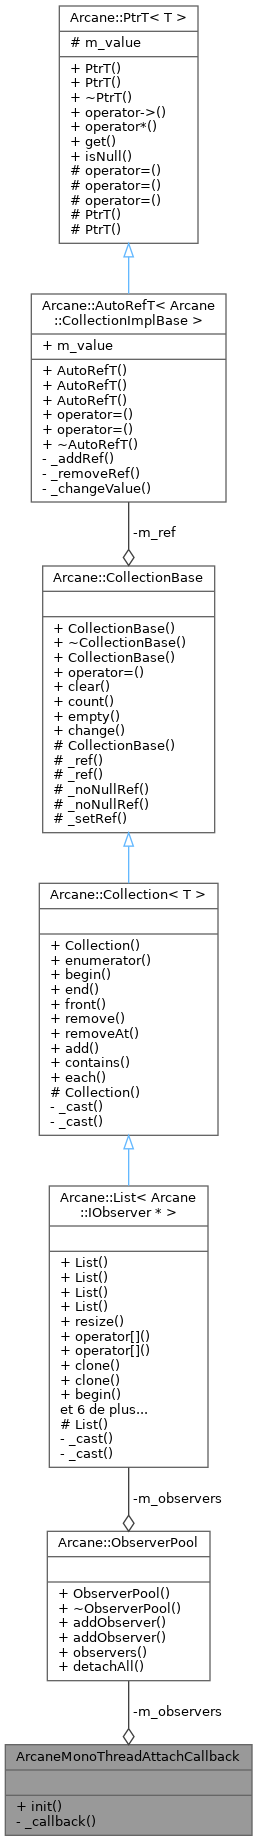 Arcane::PtrT< T >
# m_value
+ PtrT()
+ PtrT()
+ ~PtrT()
+ operator->()
+ operator*()
+ get()
+ isNull()
# operator=()
# operator=()
# operator=()
# PtrT()
# PtrT()
Arcane::AutoRefT< Arcane
::CollectionImplBase >
+ m_value
+ AutoRefT()
+ AutoRefT()
+ AutoRefT()
+ operator=()
+ operator=()
+ ~AutoRefT()
- _addRef()
- _removeRef()
- _changeValue()
-m_ref
Arcane::CollectionBase
+ CollectionBase()
+ ~CollectionBase()
+ CollectionBase()
+ operator=()
+ clear()
+ count()
+ empty()
+ change()
# CollectionBase()
# _ref()
# _ref()
# _noNullRef()
# _noNullRef()
# _setRef()
Arcane::Collection< T >
+ Collection()
+ enumerator()
+ begin()
+ end()
+ front()
+ remove()
+ removeAt()
+ add()
+ contains()
+ each()
# Collection()
- _cast()
- _cast()
Arcane::List< Arcane
::IObserver * >
+ List()
+ List()
+ List()
+ List()
+ resize()
+ operator[]()
+ operator[]()
+ clone()
+ clone()
+ begin()
et 6 de plus...
# List()
- _cast()
- _cast()
-m_observers
Arcane::ObserverPool
+ ObserverPool()
+ ~ObserverPool()
+ addObserver()
+ addObserver()
+ observers()
+ detachAll()
-m_observers
ArcaneMonoThreadAttachCallback
+ init()
- _callback()